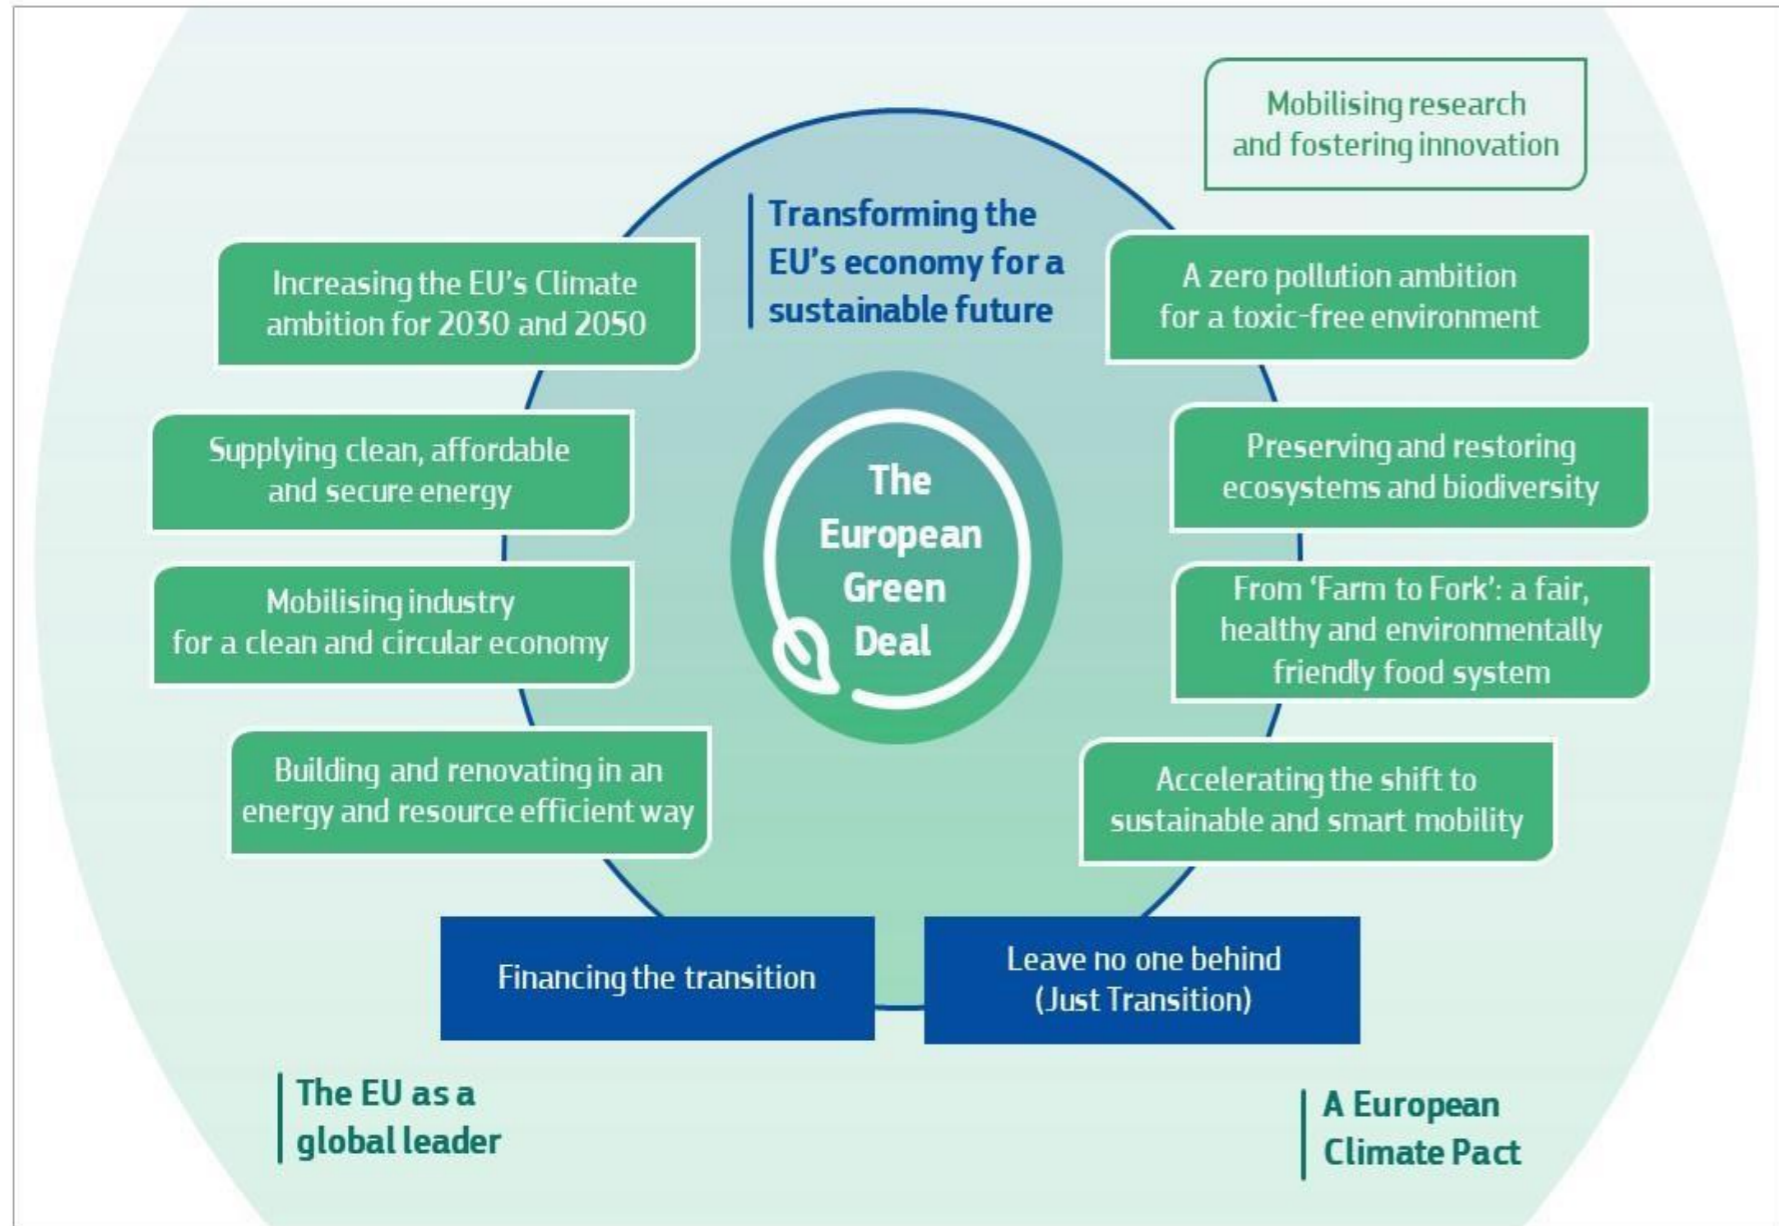 Mobilising research
and fostering innovation
Transforming the
EU's economy for a
sustainable future
Increasing the EU's Climate
ambition for 2030 and 2050
Supplying clean, affordable
and secure energy
Mobilising industry
for a clean and circular economy
Building and renovating in an
energy and resource efficient way
The
European
Green
Deal
A zero pollution ambition
for a toxic-free environment
Preserving and restoring
ecosystems and biodiversity
From ‘Farm to Fork’: a fair,
healthy and environmentally
friendly food system
Accelerating the shift to
sustainable and smart mobility
Financing the transition
Leave no one behind
(Just Transition)
The EU as a
global leader
A European
Climate Pact